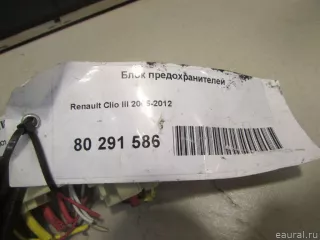 Блок предохранителей
Renault Clio III 2005-2012
80 291 586
eaural.ru